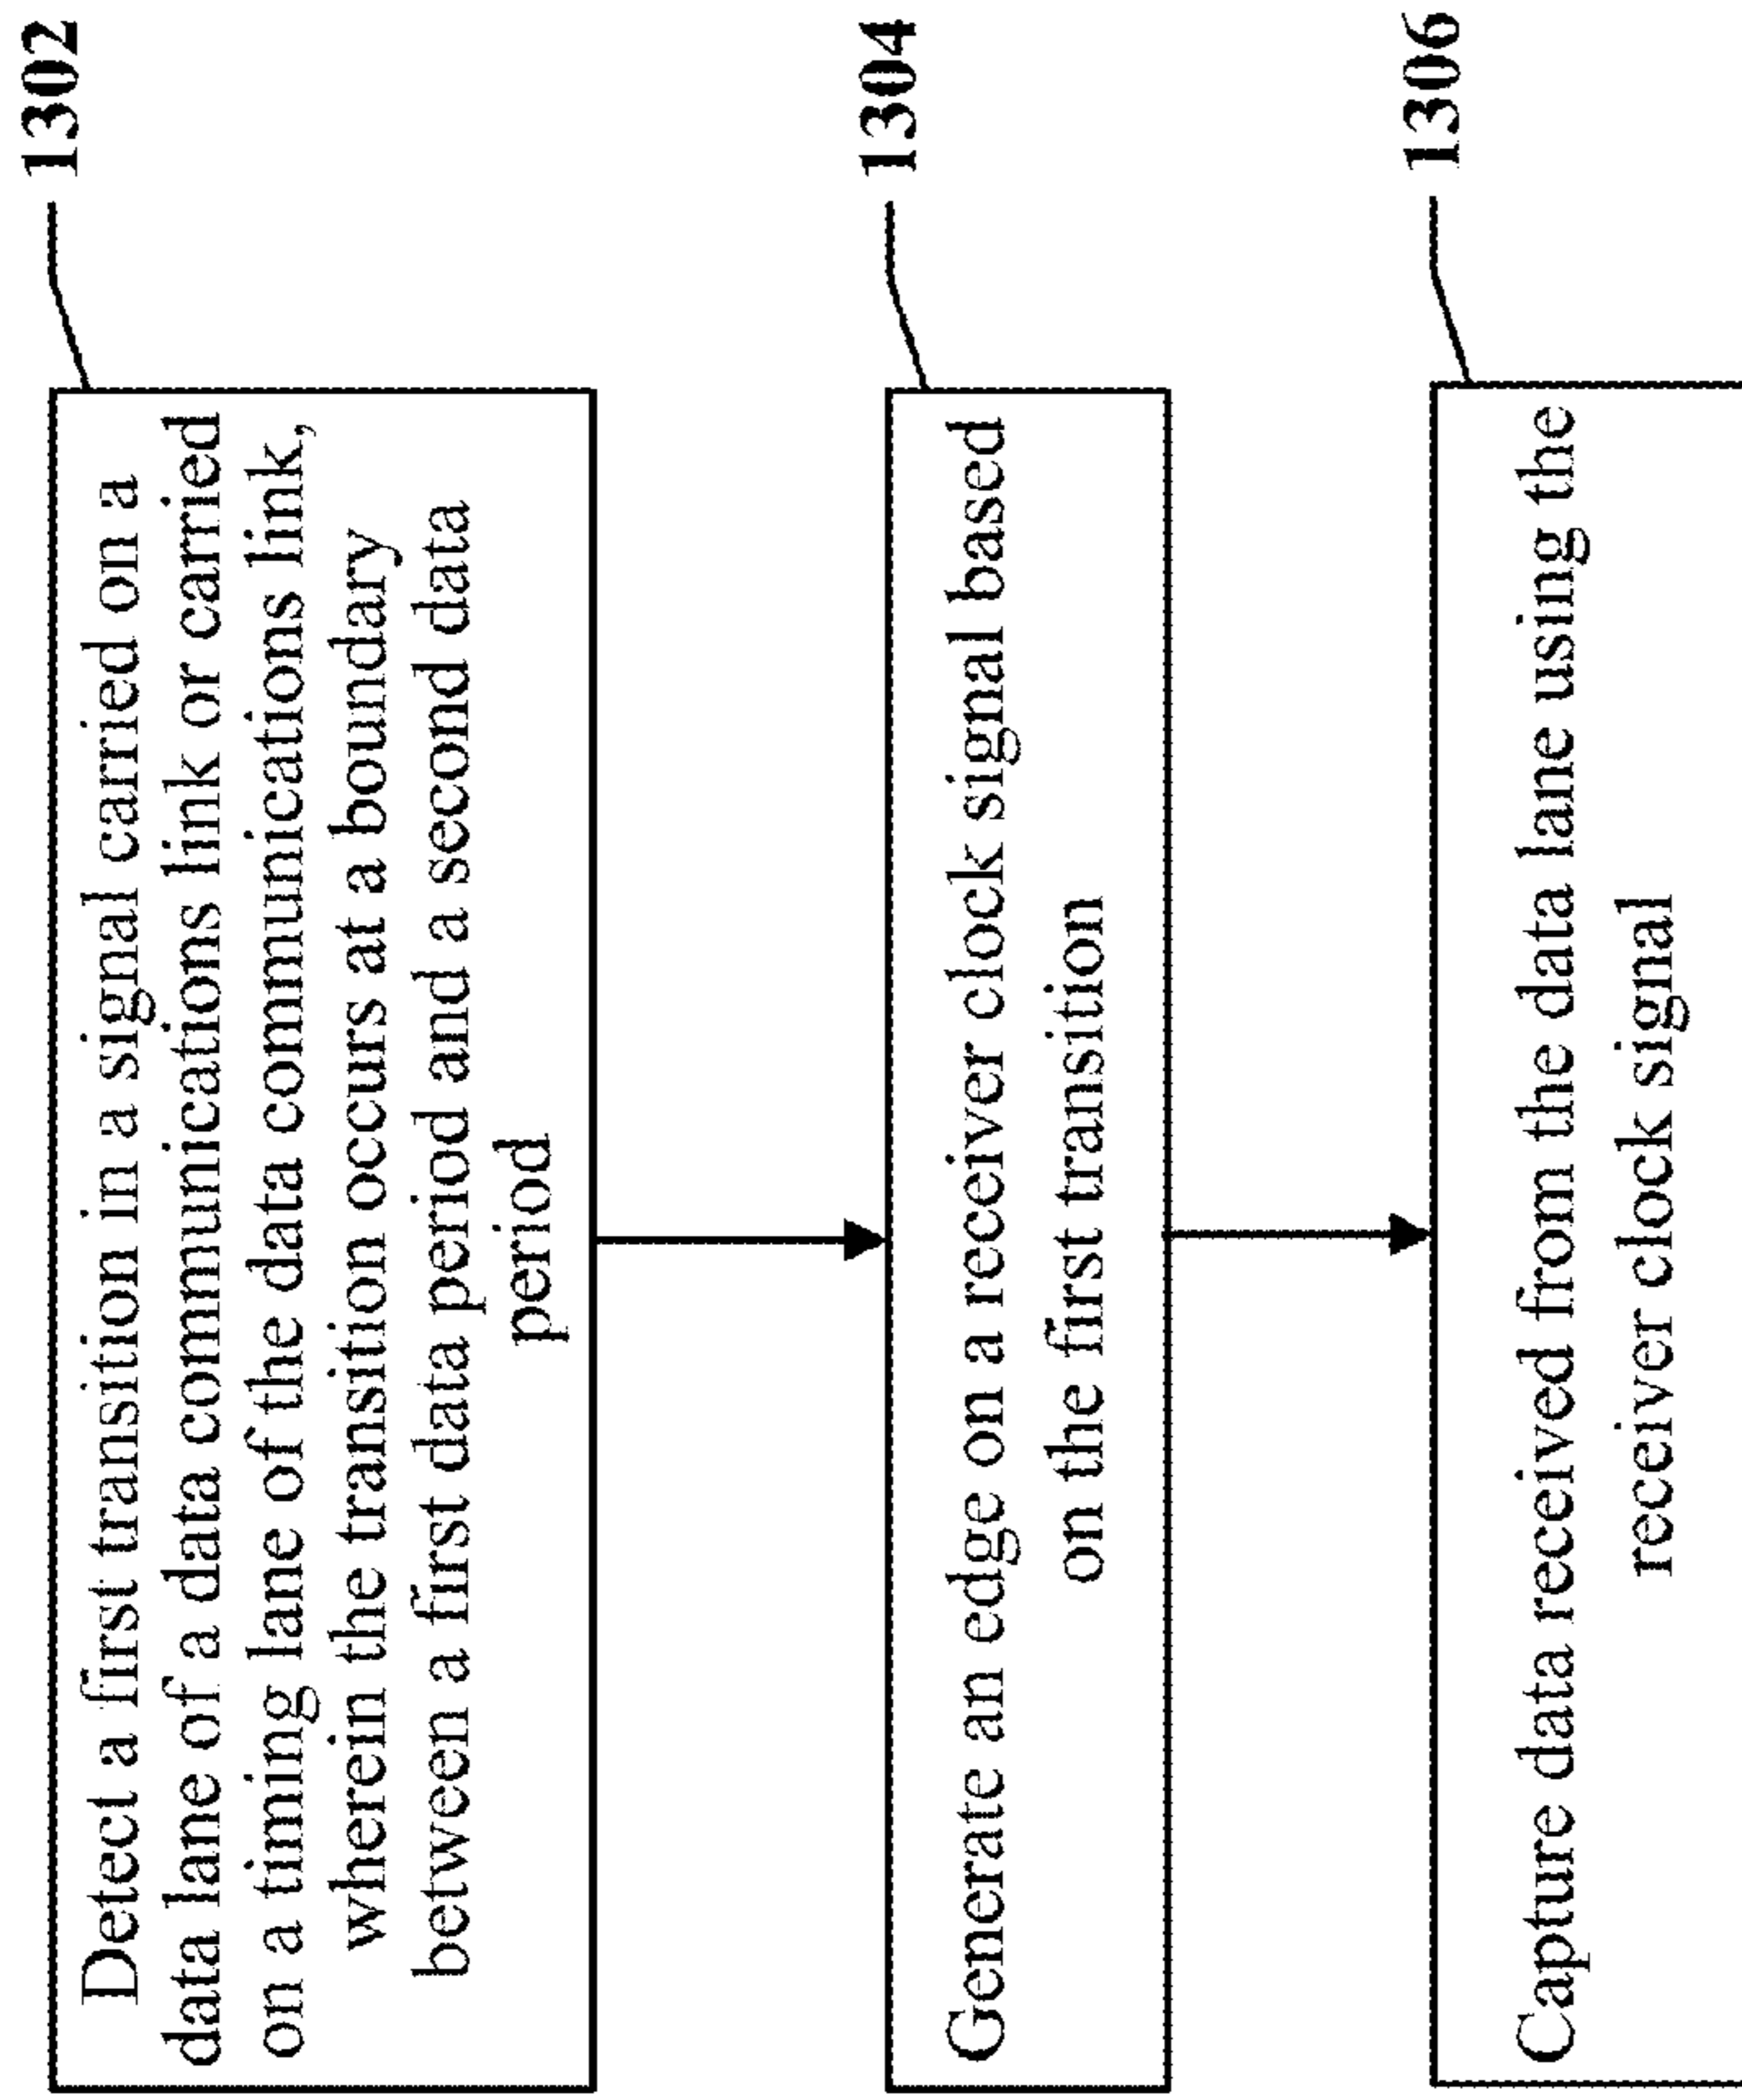 1302
Detect a first transition in a signal carried on a
data lane of a data communications link or carried
on a timing lane of the data communications link,
wherein the transition occurs at a boundary
between a first data period and a second data
period
1304
Generate an edge on a receiver clock signal based
on the first transition
1306
Capture data received from the data lane using the
receiver clock signal